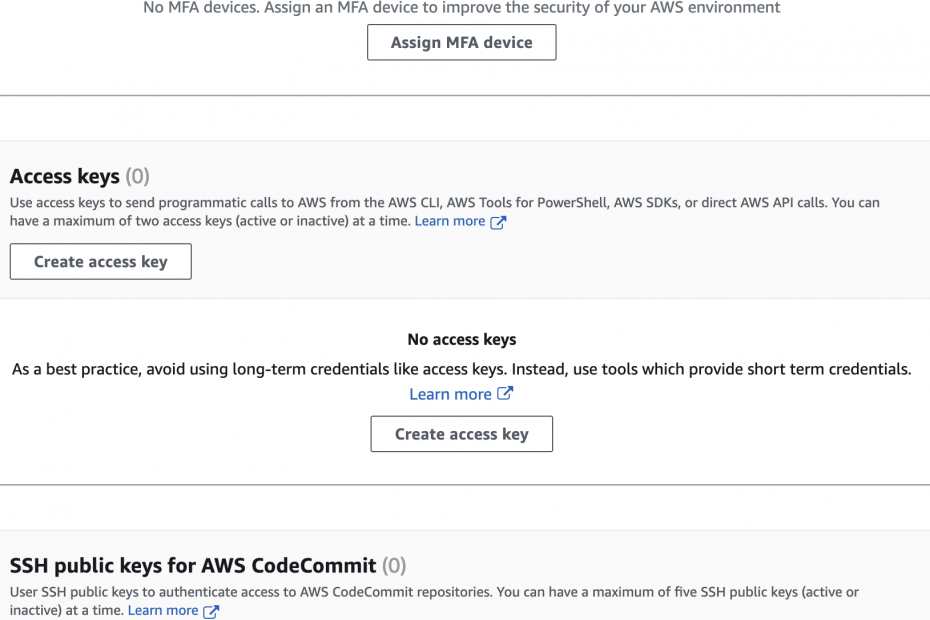 No MFA devices. Assign an MFA device to improve the security of your AWS environment
Assign MFA device
Access keys (0)
Use access keys to send programmatic calls to AWS from the AWS CLI, AWS Tools for PowerShell, AWS SDKs, or direct AWS API calls. You can
have a maximum of two access keys (active or inactive) at a time. Learn more
Create access key
No access keys
As a best practice, avoid using long-term credentials like access keys. Instead, use tools which provide short term credentials.
Learn more
Create access key
SSH public keys for AWS CodeCommit (0)
User SSH public keys to authenticate access to AWS CodeCommit repositories. You can have a maximum of five SSH public keys (active or
inactive) at a time. Learn more